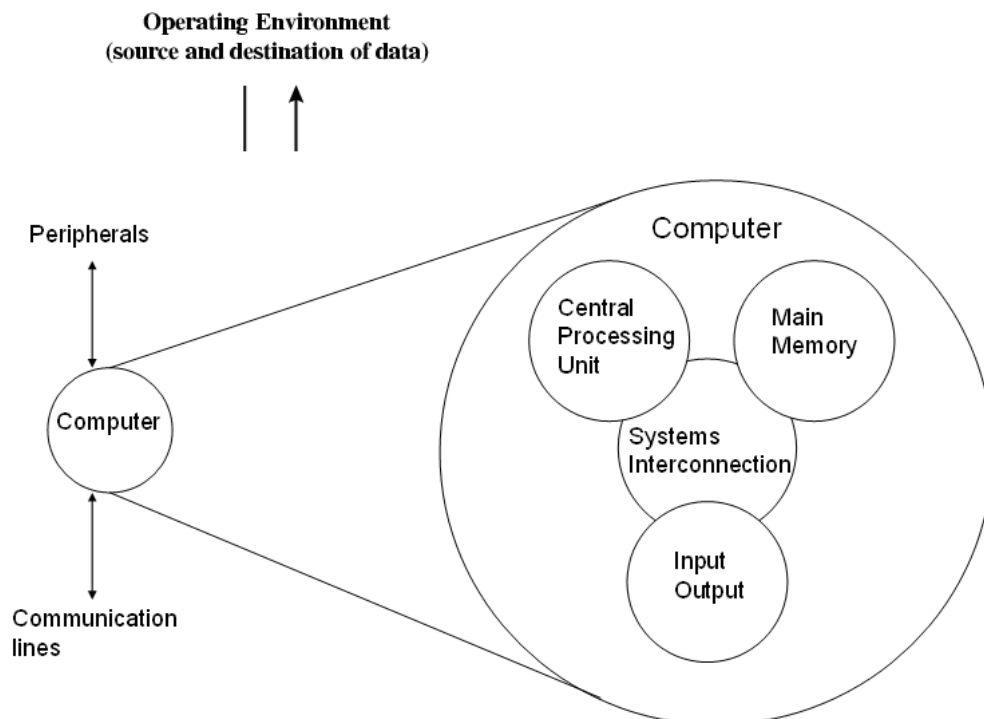 Operating Environment
(source and destination of data)
Peripherals
Computer
Communication
lines
Computer
Central
Processing
Unit
Main
Memory
Systems
Interconnection
Input
Output